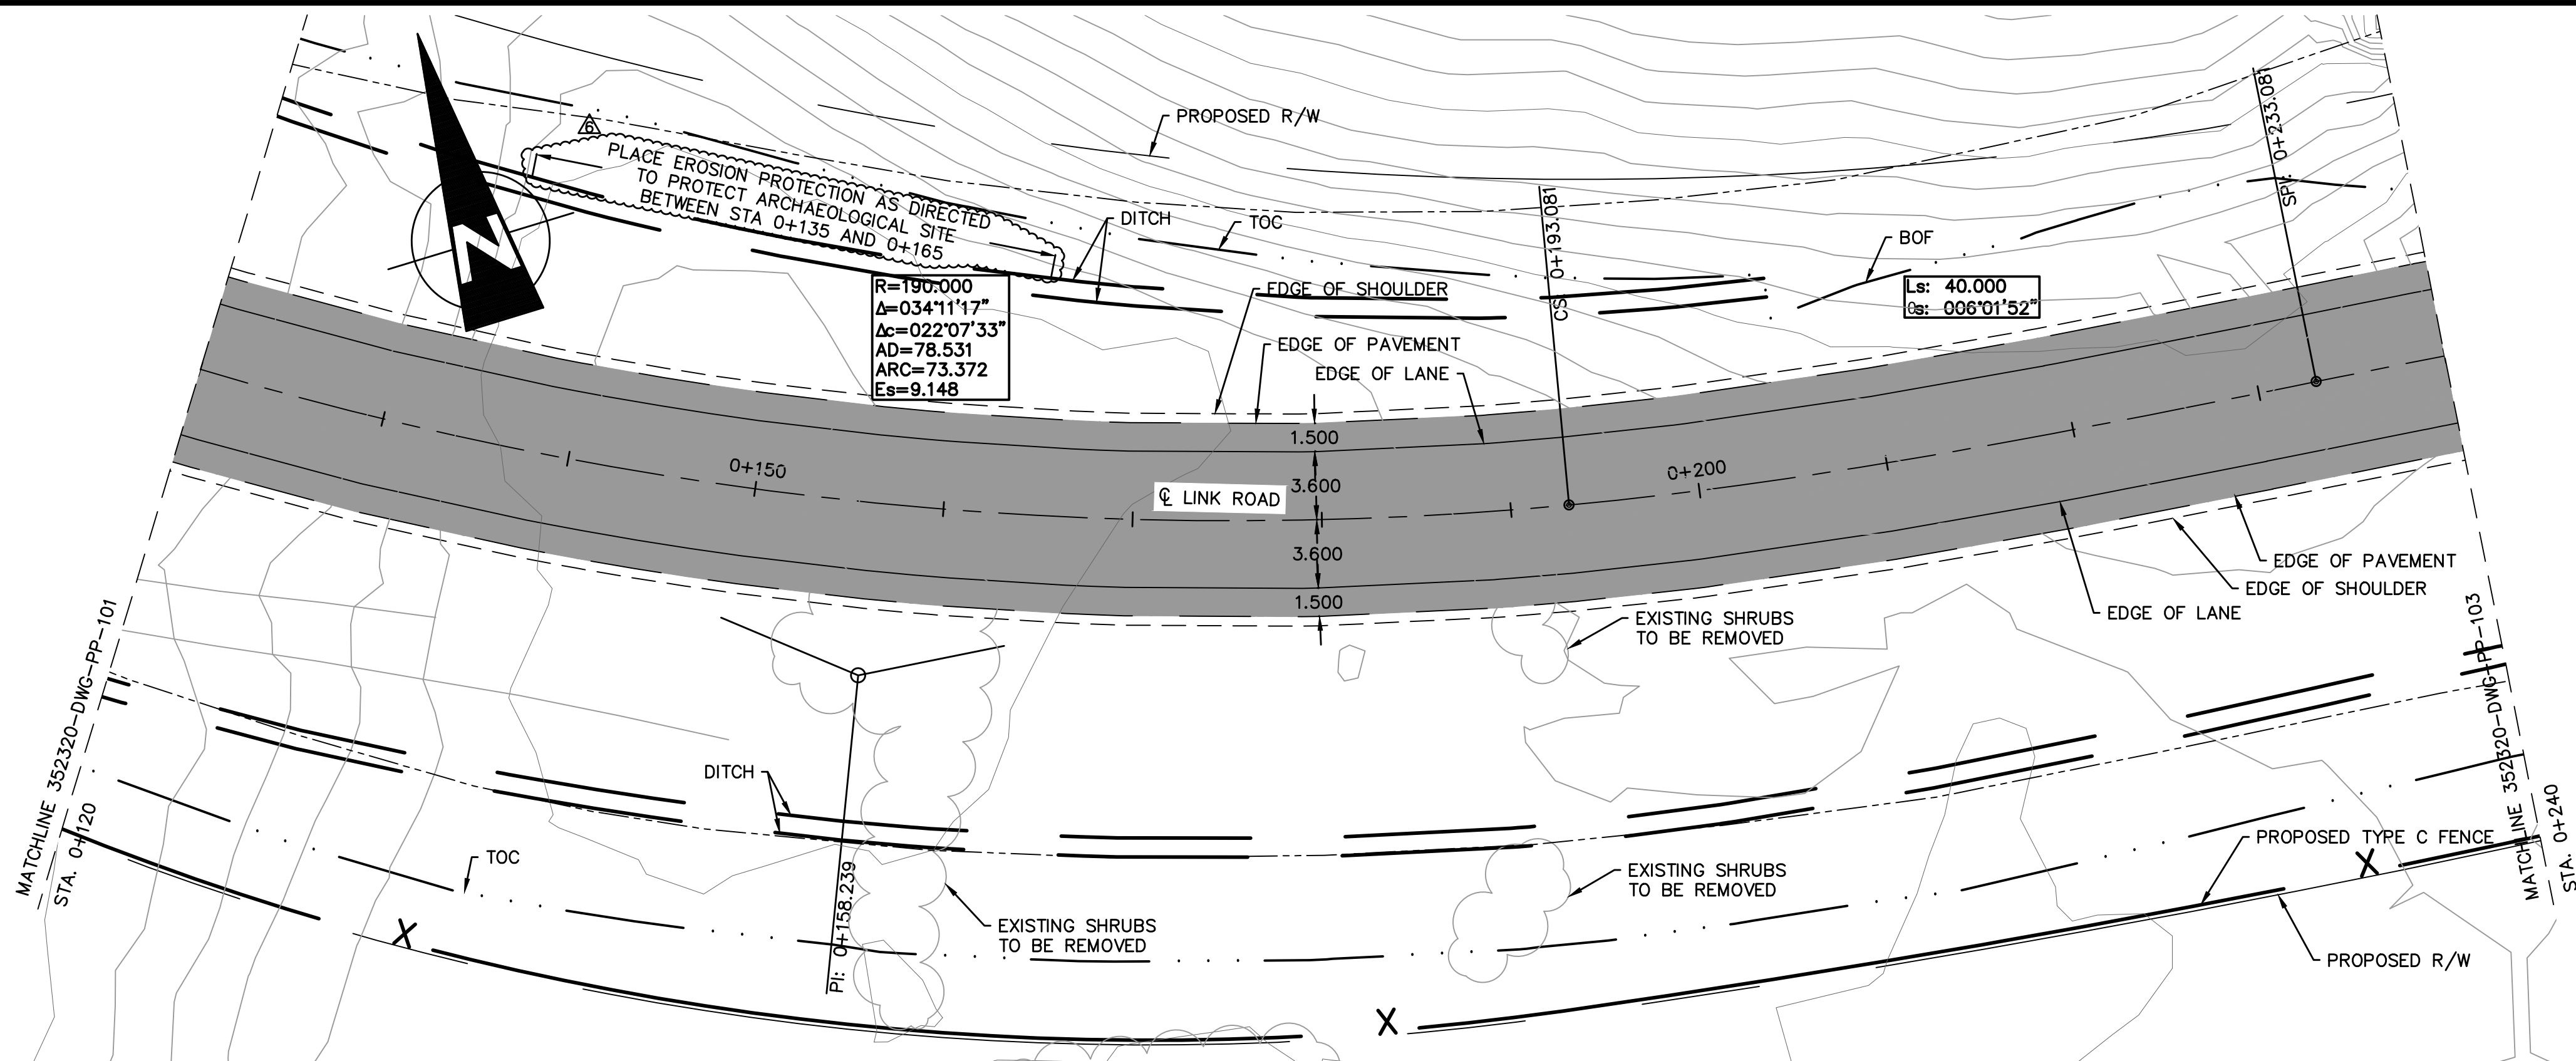 PROPOSED R/W
6
PLACE EROSION PROTECTION AS DIRECTED
TO PROTECT ARCHAEOLOGICAL SITE
BETWEEN STA 0+135 AND 0+165
DITCH
TOC
CS: 0+193.081
BOF
SPI: 0+233.081
R=190.000
Δ=034°11'17"
Δc=022°07'33"
AD=78.531
ARC=73.372
Es=9.148
EDGE OF SHOULDER
EDGE OF PAVEMENT
EDGE OF LANE
Ls: 40.000
θs: 006°01'52"
1.500
0+150
3.600
℄ LINK ROAD
0+200
3.600
1.500
EDGE OF PAVEMENT
EDGE OF SHOULDER
EDGE OF LANE
EXISTING SHRUBS
TO BE REMOVED
MATCHLINE 352320-DWG-PP-101
STA. 0+120
DITCH
TOC
PI: 0+158.239
EXISTING SHRUBS
TO BE REMOVED
EXISTING SHRUBS
TO BE REMOVED
PROPOSED TYPE C FENCE
PROPOSED R/W
MATCHLINE 352320-DWG-PP-103
STA. 0+240
X
X
X